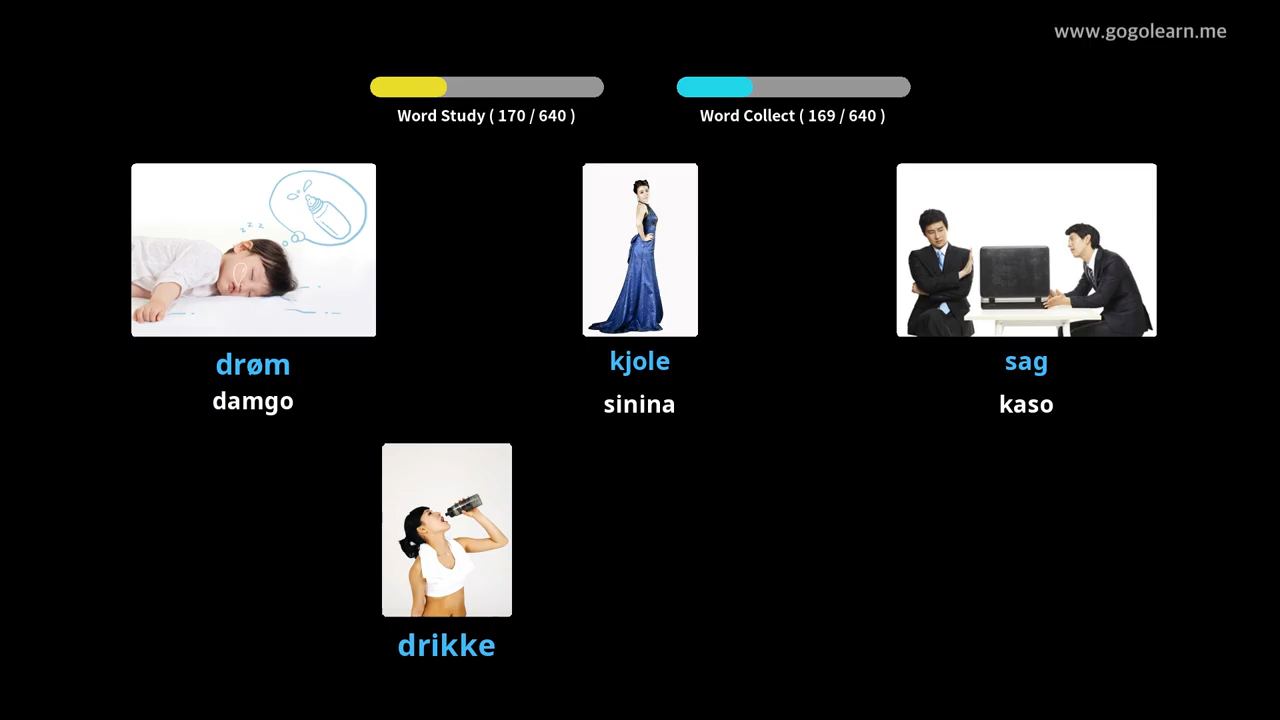 www.gogolearn.me
Word Study ( 170 / 640 )
Word Collect ( 169 / 640 )
z z z
drøm
damgo
kjole
sinina
sag
kaso
drikke